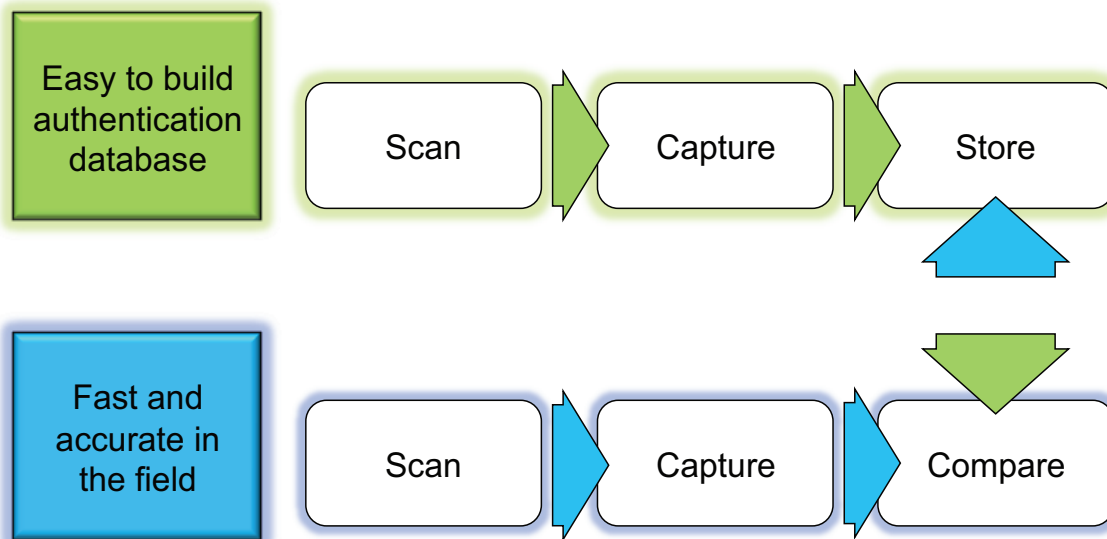 Easy to build
authentication
database
Scan
Capture
Store
Fast and
accurate in
the field
Scan
Capture
Compare